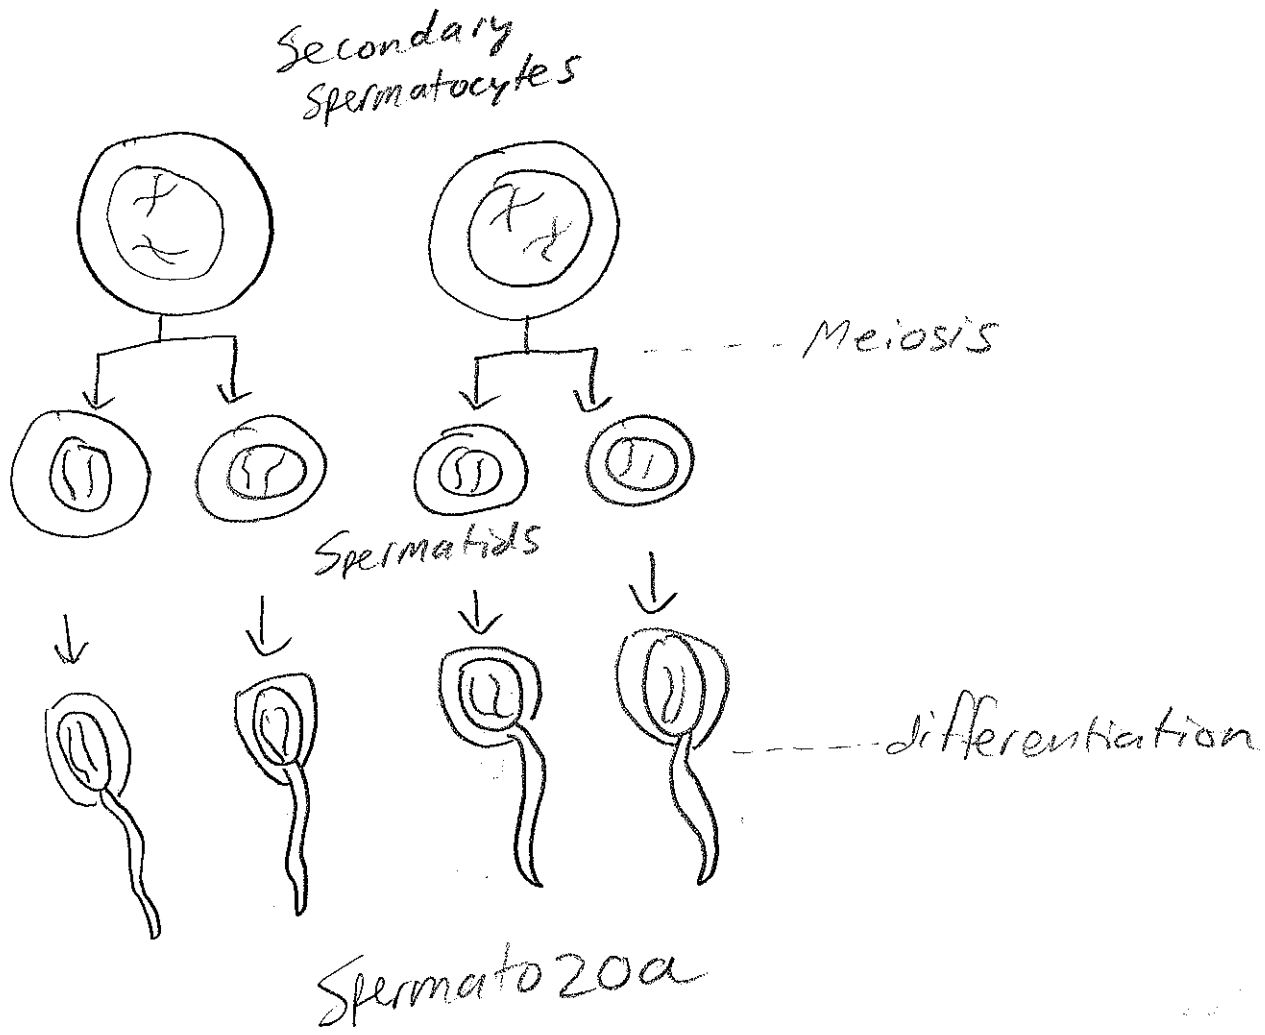 Secondary
Spermatocytes
Meiosis
Spermatids
differentiation
Spermatozoa